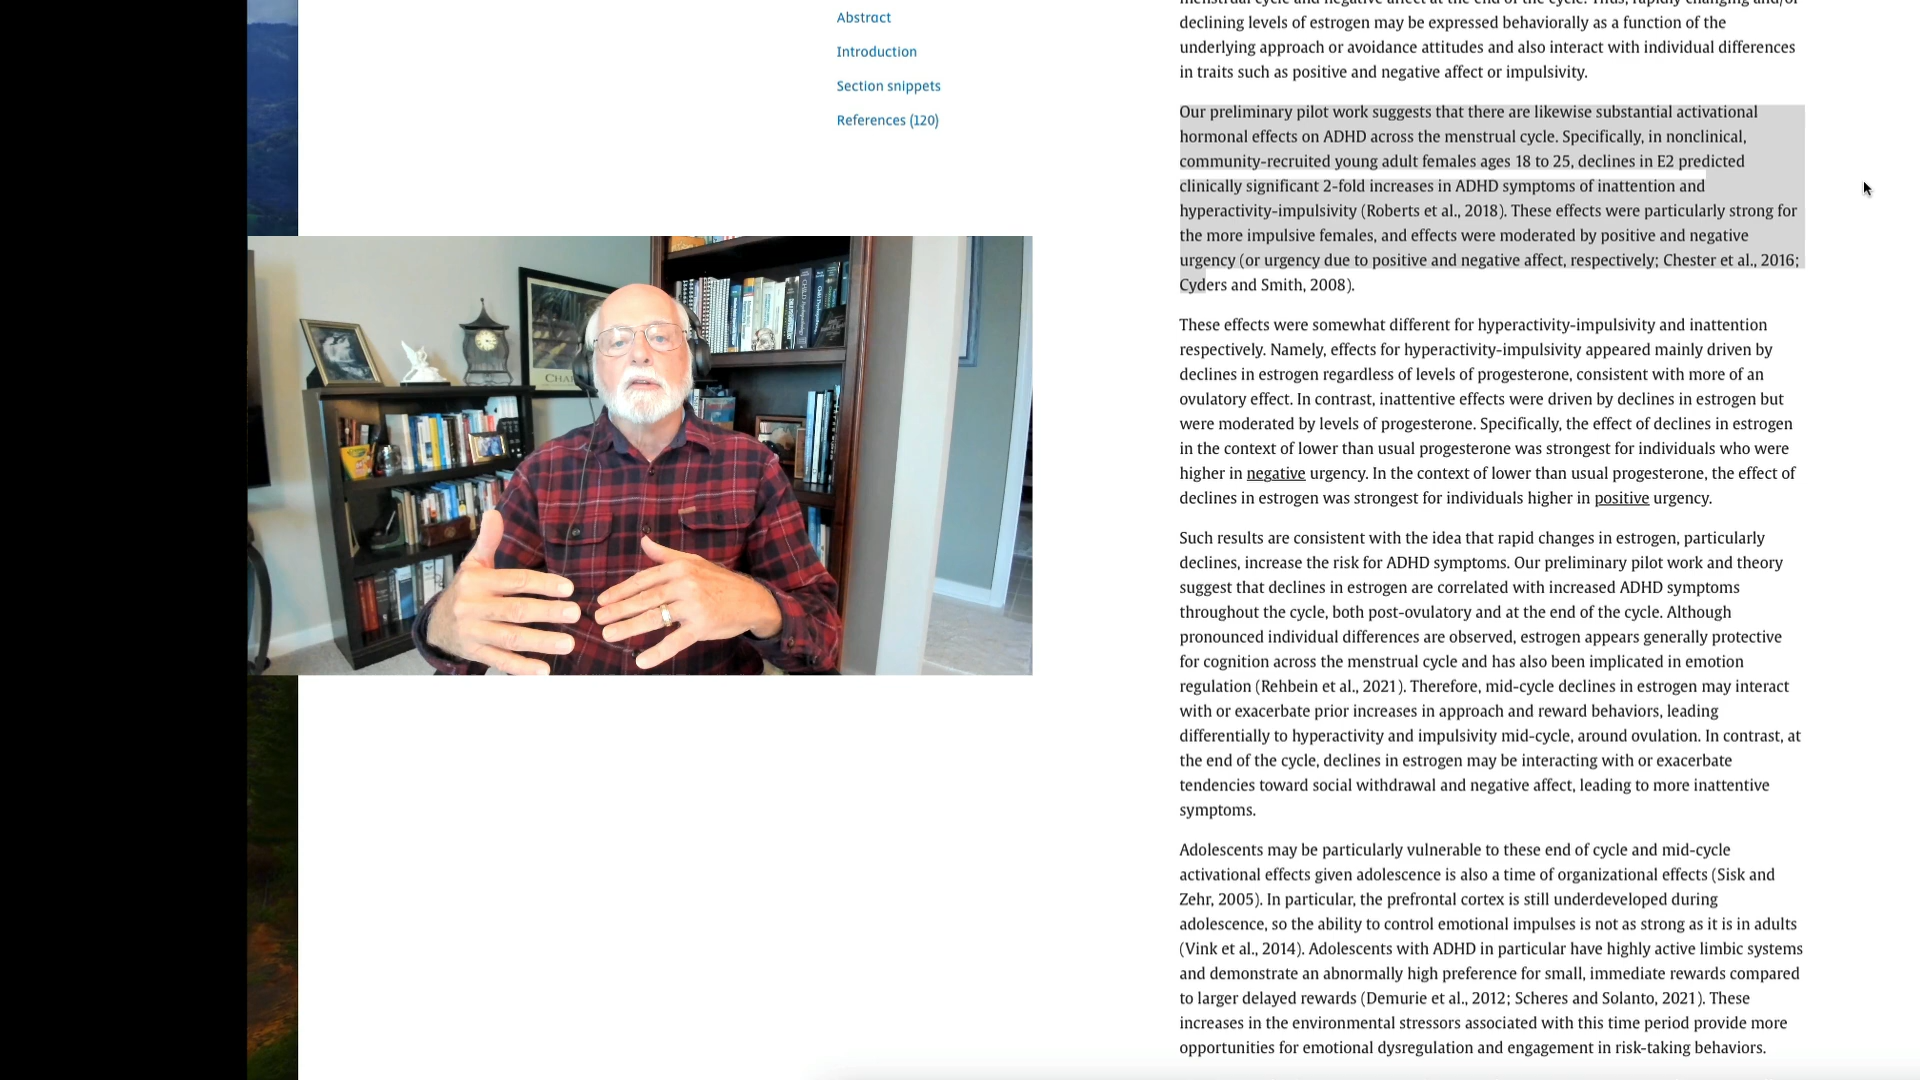 Abstract
Introduction
Section snippets
References (120)
declining levels of estrogen may be expressed behaviorally as a function of the
underlying approach or avoidance attitudes and also interact with individual differences
in traits such as positive and negative affect or impulsivity.
Our preliminary pilot work suggests that there are likewise substantial activational
hormonal effects on ADHD across the menstrual cycle. Specifically, in nonclinical,
community-recruited young adult females ages 18 to 25, declines in E2 predicted
clinically significant 2-fold increases in ADHD symptoms of inattention and
hyperactivity-impulsivity (Roberts et al., 2018). These effects were particularly strong for
the more impulsive females, and effects were moderated by positive and negative
urgency (or urgency due to positive and negative affect, respectively; Chester et al., 2016;
Cyders and Smith, 2008).
These effects were somewhat different for hyperactivity-impulsivity and inattention
respectively. Namely, effects for hyperactivity-impulsivity appeared mainly driven by
declines in estrogen regardless of levels of progesterone, consistent with more of an
ovulatory effect. In contrast, inattentive effects were driven by declines in estrogen but
were moderated by levels of progesterone. Specifically, the effect of declines in estrogen
in the context of lower than usual progesterone was strongest for individuals who were
higher in negative urgency. In the context of lower than usual progesterone, the effect of
declines in estrogen was strongest for individuals higher in positive urgency.
Such results are consistent with the idea that rapid changes in estrogen, particularly
declines, increase the risk for ADHD symptoms. Our preliminary pilot work and theory
suggest that declines in estrogen are correlated with increased ADHD symptoms
throughout the cycle, both post-ovulatory and at the end of the cycle. Although
pronounced individual differences are observed, estrogen appears generally protective
for cognition across the menstrual cycle and has also been implicated in emotion
regulation (Rehbein et al., 2021). Therefore, mid-cycle declines in estrogen may interact
with or exacerbate prior increases in approach and reward behaviors, leading
differentially to hyperactivity and impulsivity mid-cycle, around ovulation. In contrast, at
the end of the cycle, declines in estrogen may be interacting with or exacerbate
tendencies toward social withdrawal and negative affect, leading to more inattentive
symptoms.
Adolescents may be particularly vulnerable to these end of cycle and mid-cycle
activational effects given adolescence is also a time of organizational effects (Sisk and
Zehr, 2005). In particular, the prefrontal cortex is still underdeveloped during
adolescence, so the ability to control emotional impulses is not as strong as it is in adults
(Vink et al., 2014). Adolescents with ADHD in particular have highly active limbic systems
and demonstrate an abnormally high preference for small, immediate rewards compared
to larger delayed rewards (Demurie et al., 2012; Scheres and Solanto, 2021). These
increases in the environmental stressors associated with this time period provide more
opportunities for emotional dysregulation and engagement in risk-taking behaviors.